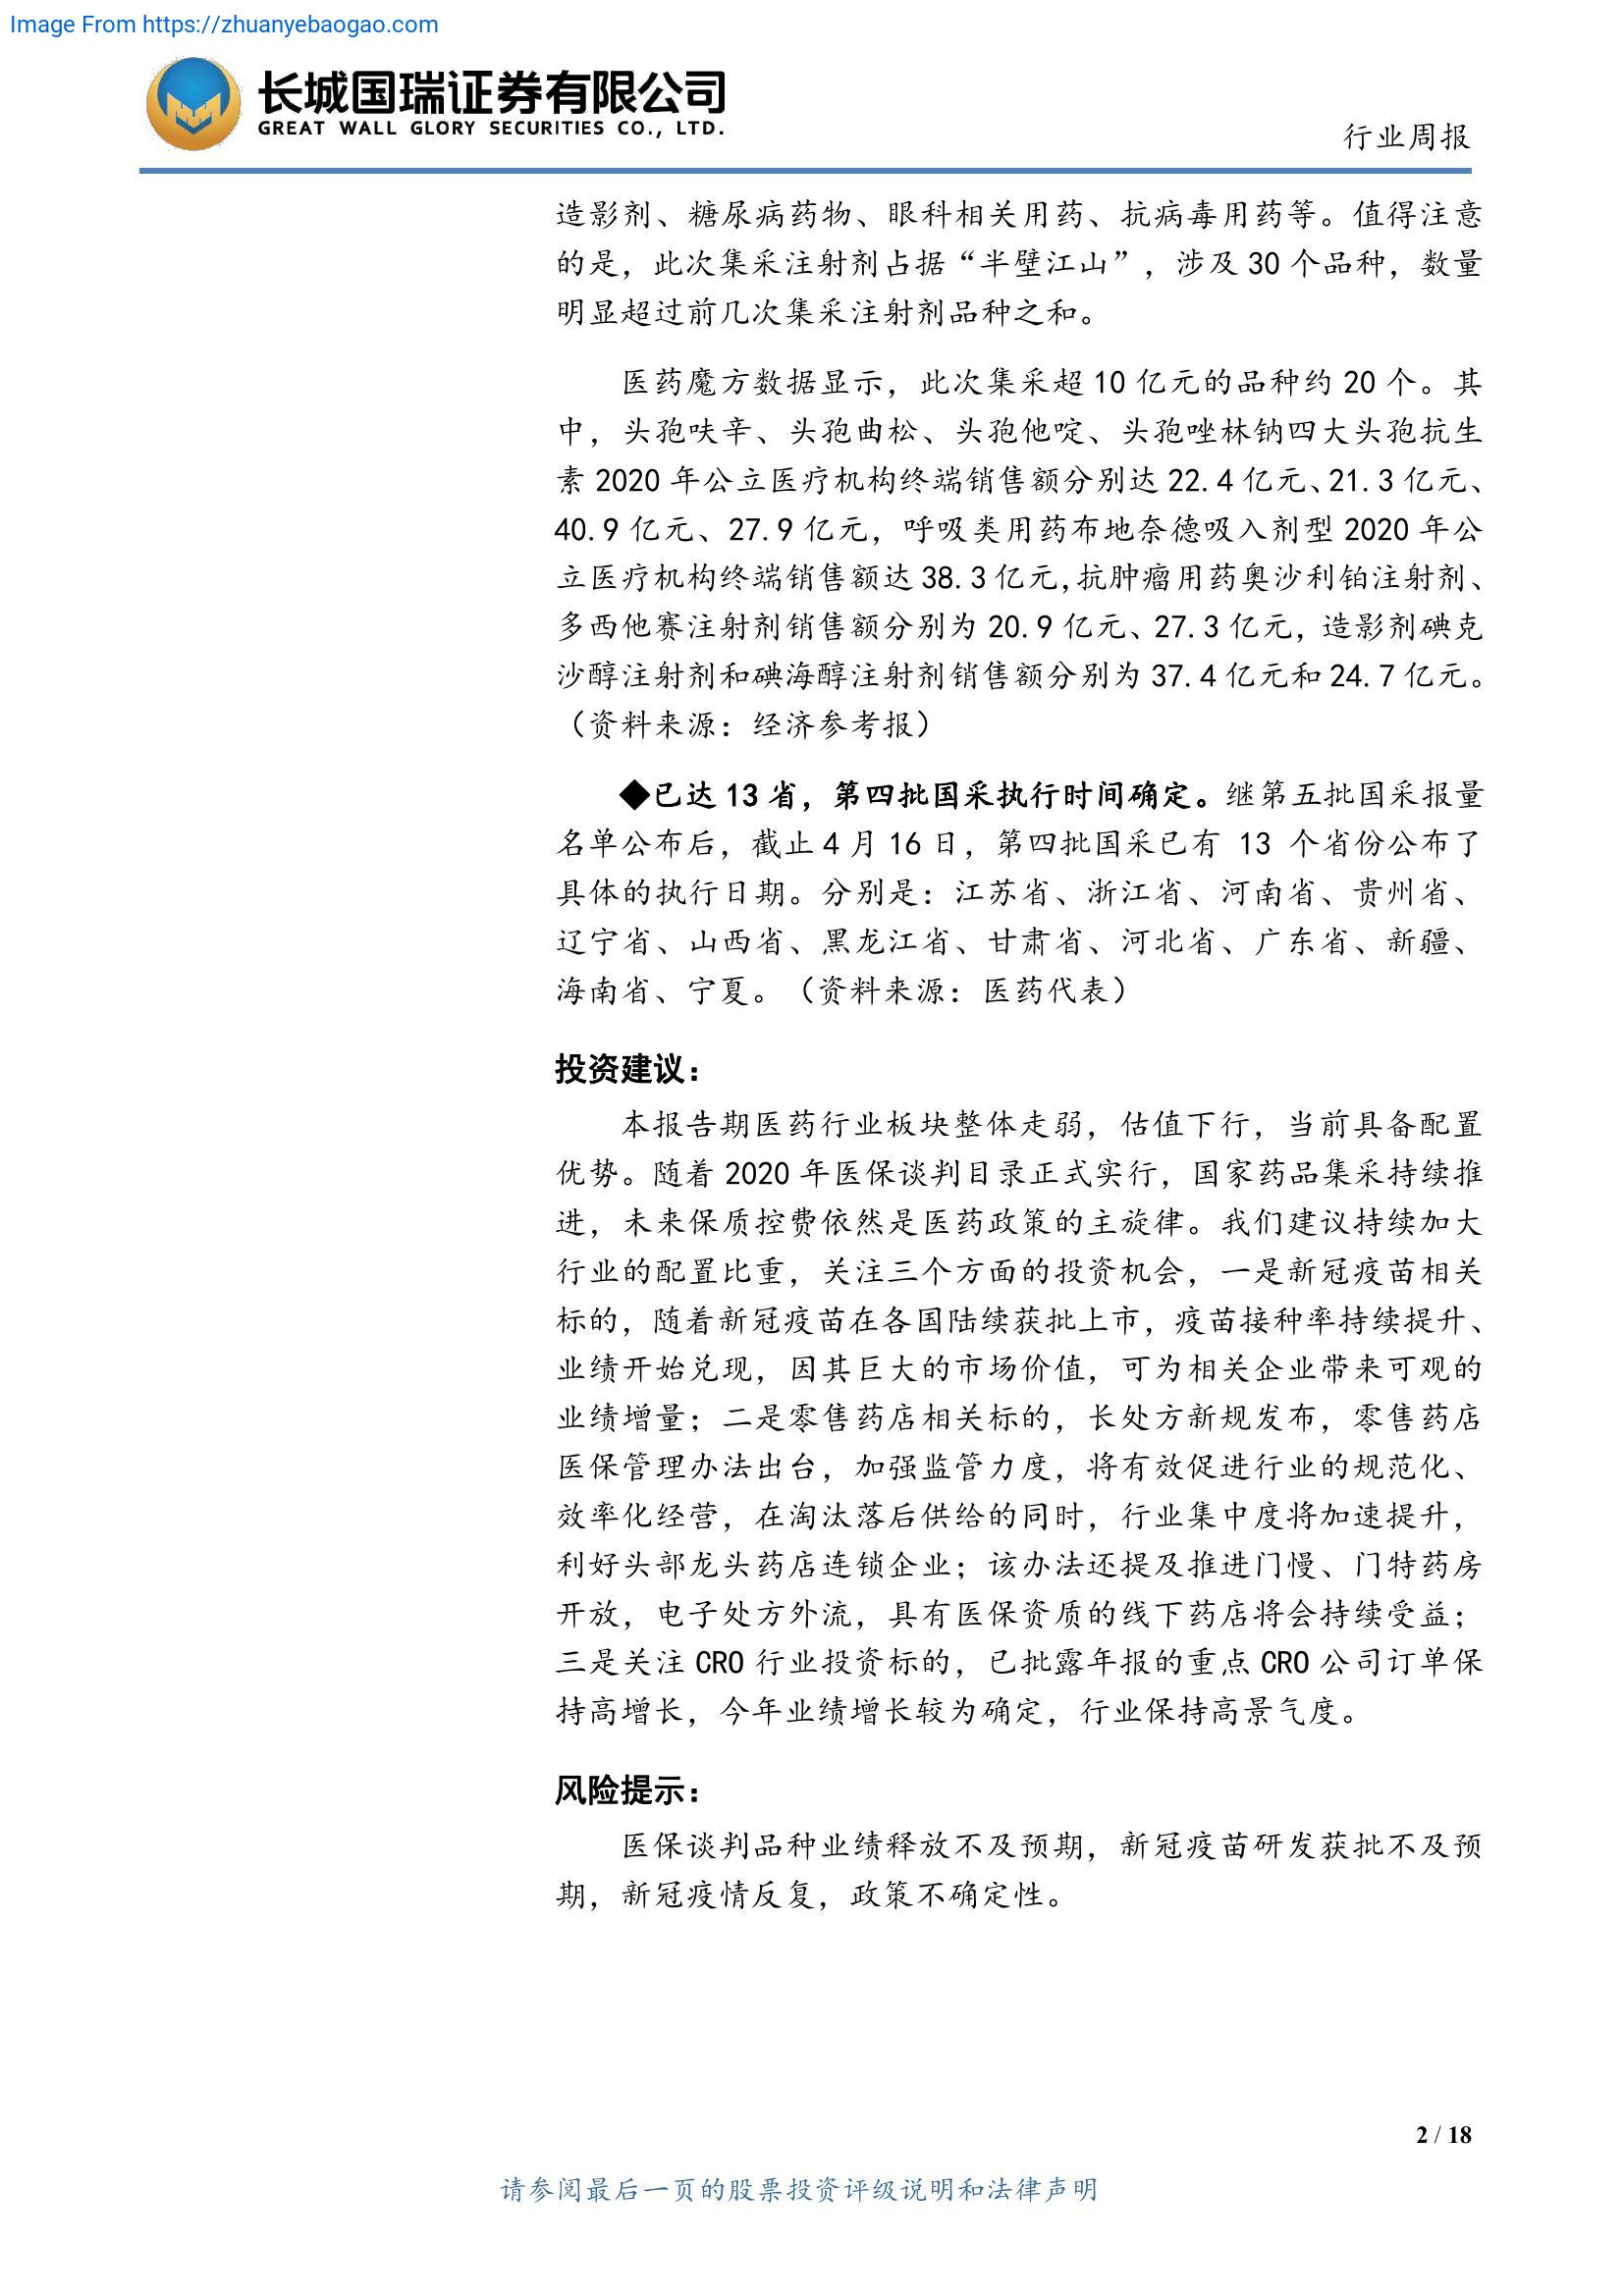 Image From https://zhuanyebaogao.com
长城国瑞证券有限公司
GREAT WALL GLORY SECURITIES CO., LTD.
行业周报
造影剂、糖尿病药物、眼科相关用药、抗病毒用药等。值得注意
的是，此次集采注射剂占据“半壁江山”，涉及 30 个品种，数量
明显超过前几次集采注射剂品种之和。
医药魔方数据显示，此次集采超 10 亿元的品种约 20 个。其
中，头孢呋辛、头孢曲松、头孢他啶、头孢唑林钠四大头孢抗生
素 2020 年公立医疗机构终端销售额分别达 22.4 亿元、21.3 亿元、
40.9 亿元、27.9 亿元，呼吸类用药布地奈德吸入剂型 2020 年公
立医疗机构终端销售额达 38.3 亿元,抗肿瘤用药奥沙利铂注射剂、
多西他赛注射剂销售额分别为 20.9 亿元、27.3 亿元，造影剂碘克
沙醇注射剂和碘海醇注射剂销售额分别为 37.4 亿元和 24.7 亿元。
（资料来源：经济参考报）
◆已达 13 省，第四批国采执行时间确定。继第五批国采报量
名单公布后，截止 4 月 16 日，第四批国采已有 13 个省份公布了
具体的执行日期。分别是：江苏省、浙江省、河南省、贵州省、
辽宁省、山西省、黑龙江省、甘肃省、河北省、广东省、新疆、
海南省、宁夏。（资料来源：医药代表）
投资建议：
本报告期医药行业板块整体走弱，估值下行，当前具备配置
优势。随着 2020 年医保谈判目录正式实行，国家药品集采持续推
进，未来保质控费依然是医药政策的主旋律。我们建议持续加大
行业的配置比重，关注三个方面的投资机会，一是新冠疫苗相关
标的，随着新冠疫苗在各国陆续获批上市，疫苗接种率持续提升、
业绩开始兑现，因其巨大的市场价值，可为相关企业带来可观的
业绩增量；二是零售药店相关标的，长处方新规发布，零售药店
医保管理办法出台，加强监管力度，将有效促进行业的规范化、
效率化经营，在淘汰落后供给的同时，行业集中度将加速提升，
利好头部龙头药店连锁企业；该办法还提及推进门慢、门特药房
开放，电子处方外流，具有医保资质的线下药店将会持续受益；
三是关注 CRO 行业投资标的，已批露年报的重点 CRO 公司订单保
持高增长，今年业绩增长较为确定，行业保持高景气度。
风险提示：
医保谈判品种业绩释放不及预期，新冠疫苗研发获批不及预
期，新冠疫情反复，政策不确定性。
2 / 18
请参阅最后一页的股票投资评级说明和法律声明